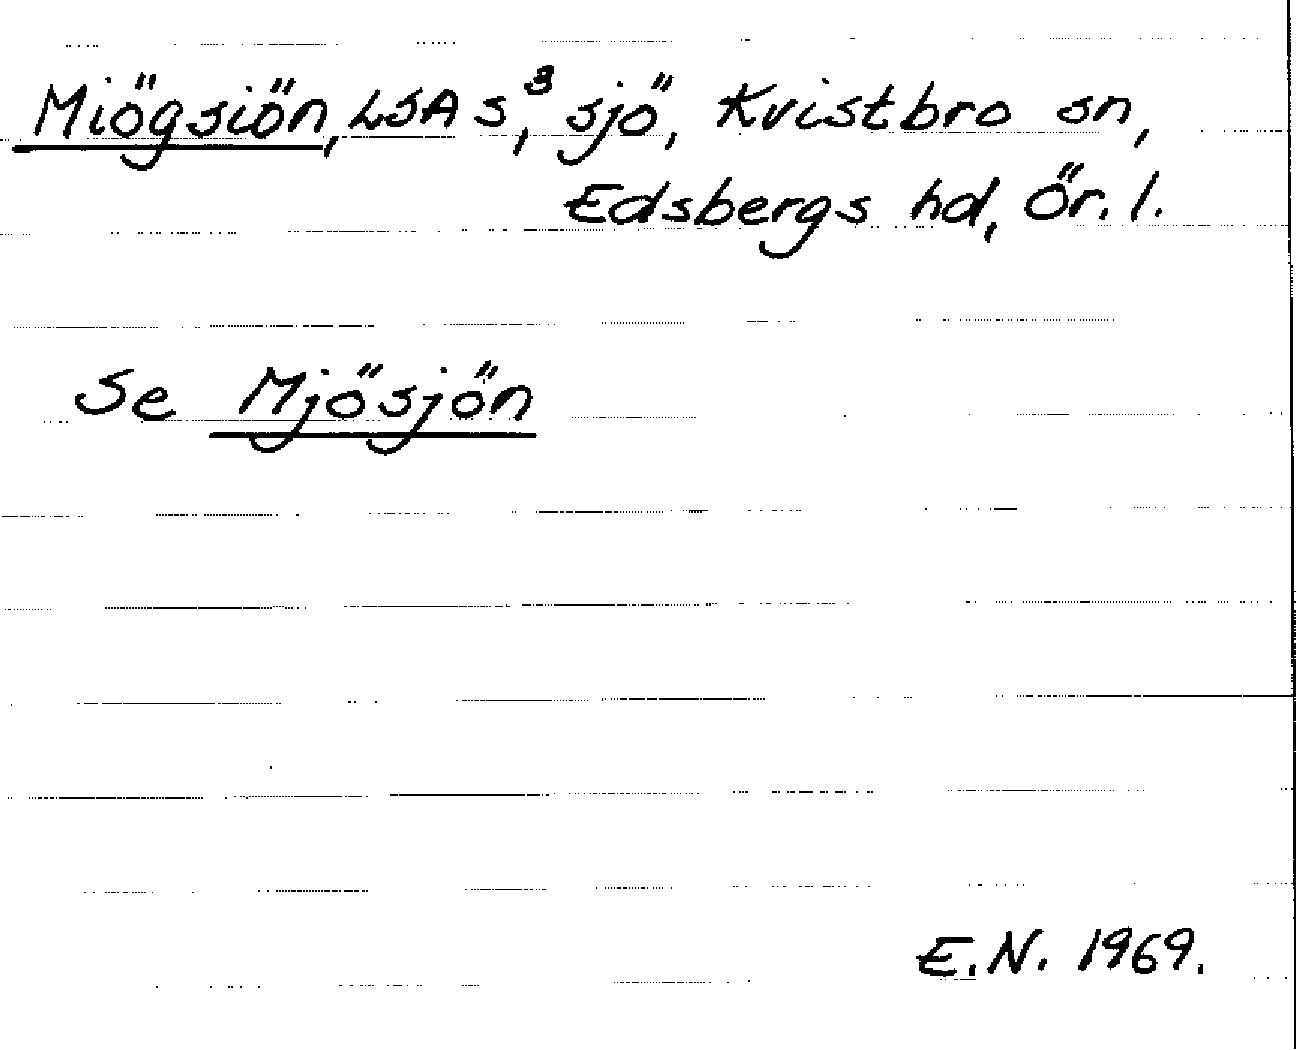 Miögsiön, LSA S,³ sjö, Kvistbro sn,
Edsbergs hd, Ör. l.
Se Mjösjön
E.N. 1969.